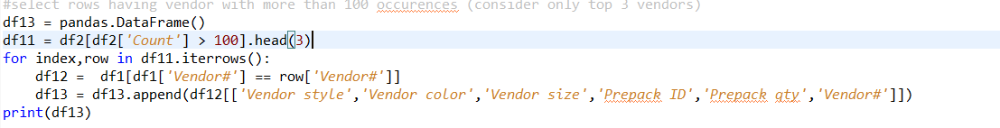 #select rows having vendor with more than 100 occurences (consider only top 3 vendors)
df13 = pandas.DataFrame()
df11 = df2[df2['Count'] > 100].head(3)
for index,row in df11.iterrows():
    df12 =  df1[df1['Vendor#'] == row['Vendor#']]
    df13 = df13.append(df12[['Vendor style','Vendor color','Vendor size','Prepack ID','Prepack qty','Vendor#']])
print(df13)